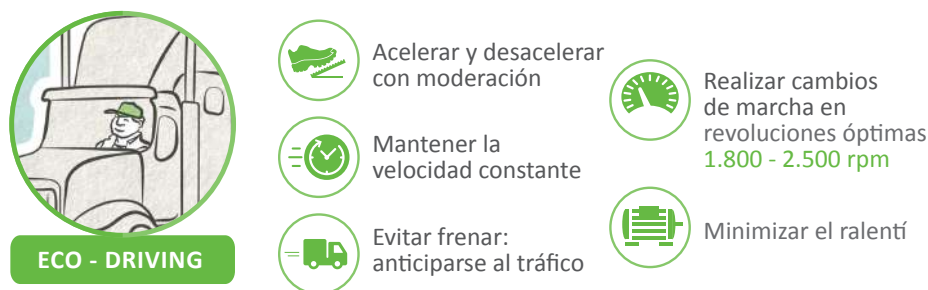 ECO - DRIVING
Acelerar y desacelerar
con moderación
Mantener la
velocidad constante
Evitar frenar:
anticiparse al tráfico
Realizar cambios
de marcha en
revoluciones óptimas
1.800 - 2.500 rpm
Minimizar el ralentí